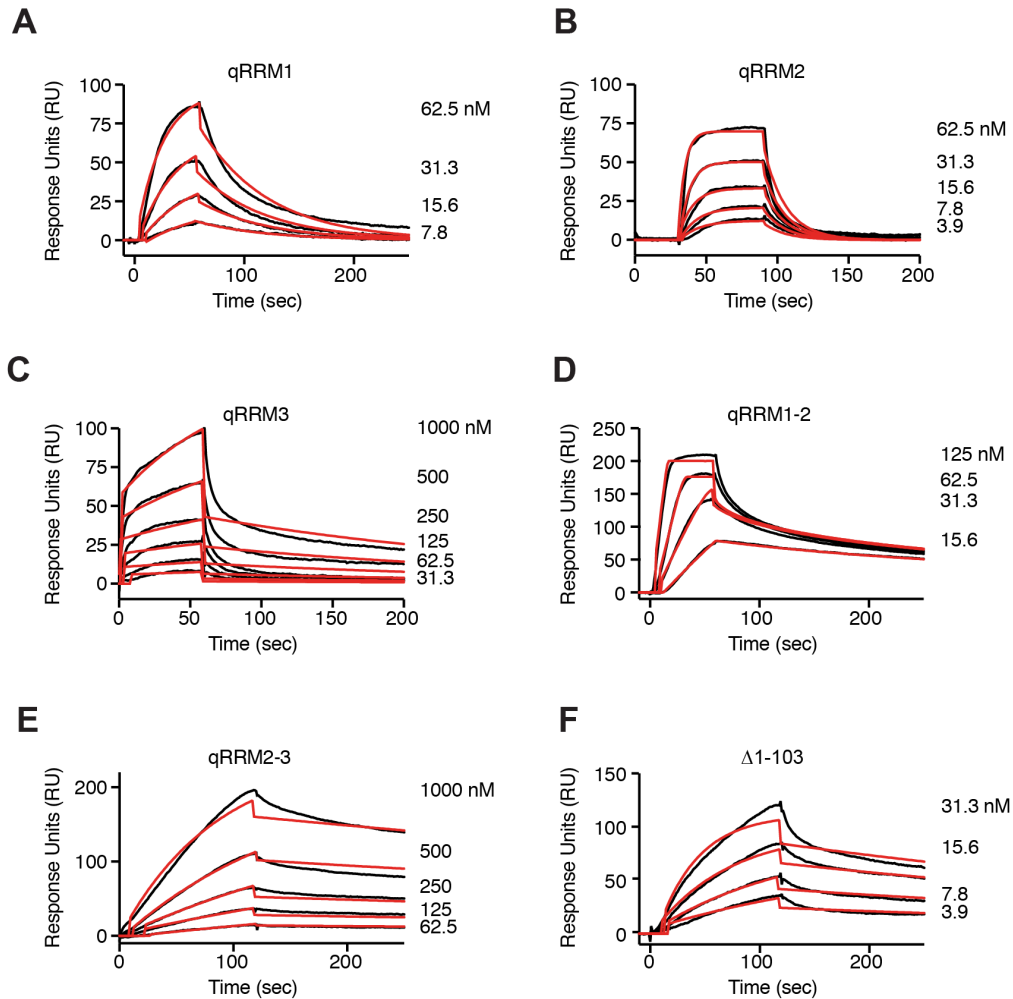 A
qRRM1
Response Units (RU)
100
75
50
25
0
0 100 200
Time (sec)
62.5 nM
31.3
15.6
7.8
B
qRRM2
Response Units (RU)
100
75
50
25
0
0 50 100 150 200
Time (sec)
62.5 nM
31.3
15.6
7.8
3.9
C
qRRM3
Response Units (RU)
100
75
50
25
0
0 50 100 150 200
Time (sec)
1000 nM
500
250
125
62.5
31.3
D
qRRM1-2
Response Units (RU)
250
200
150
100
50
0
0 100 200
Time (sec)
125 nM
62.5
31.3
15.6
E
qRRM2-3
Response Units (RU)
200
100
0
0 100 200
Time (sec)
1000 nM
500
250
125
62.5
F
Δ1-103
Response Units (RU)
150
100
50
0
0 100 200
Time (sec)
31.3 nM
15.6
7.8
3.9